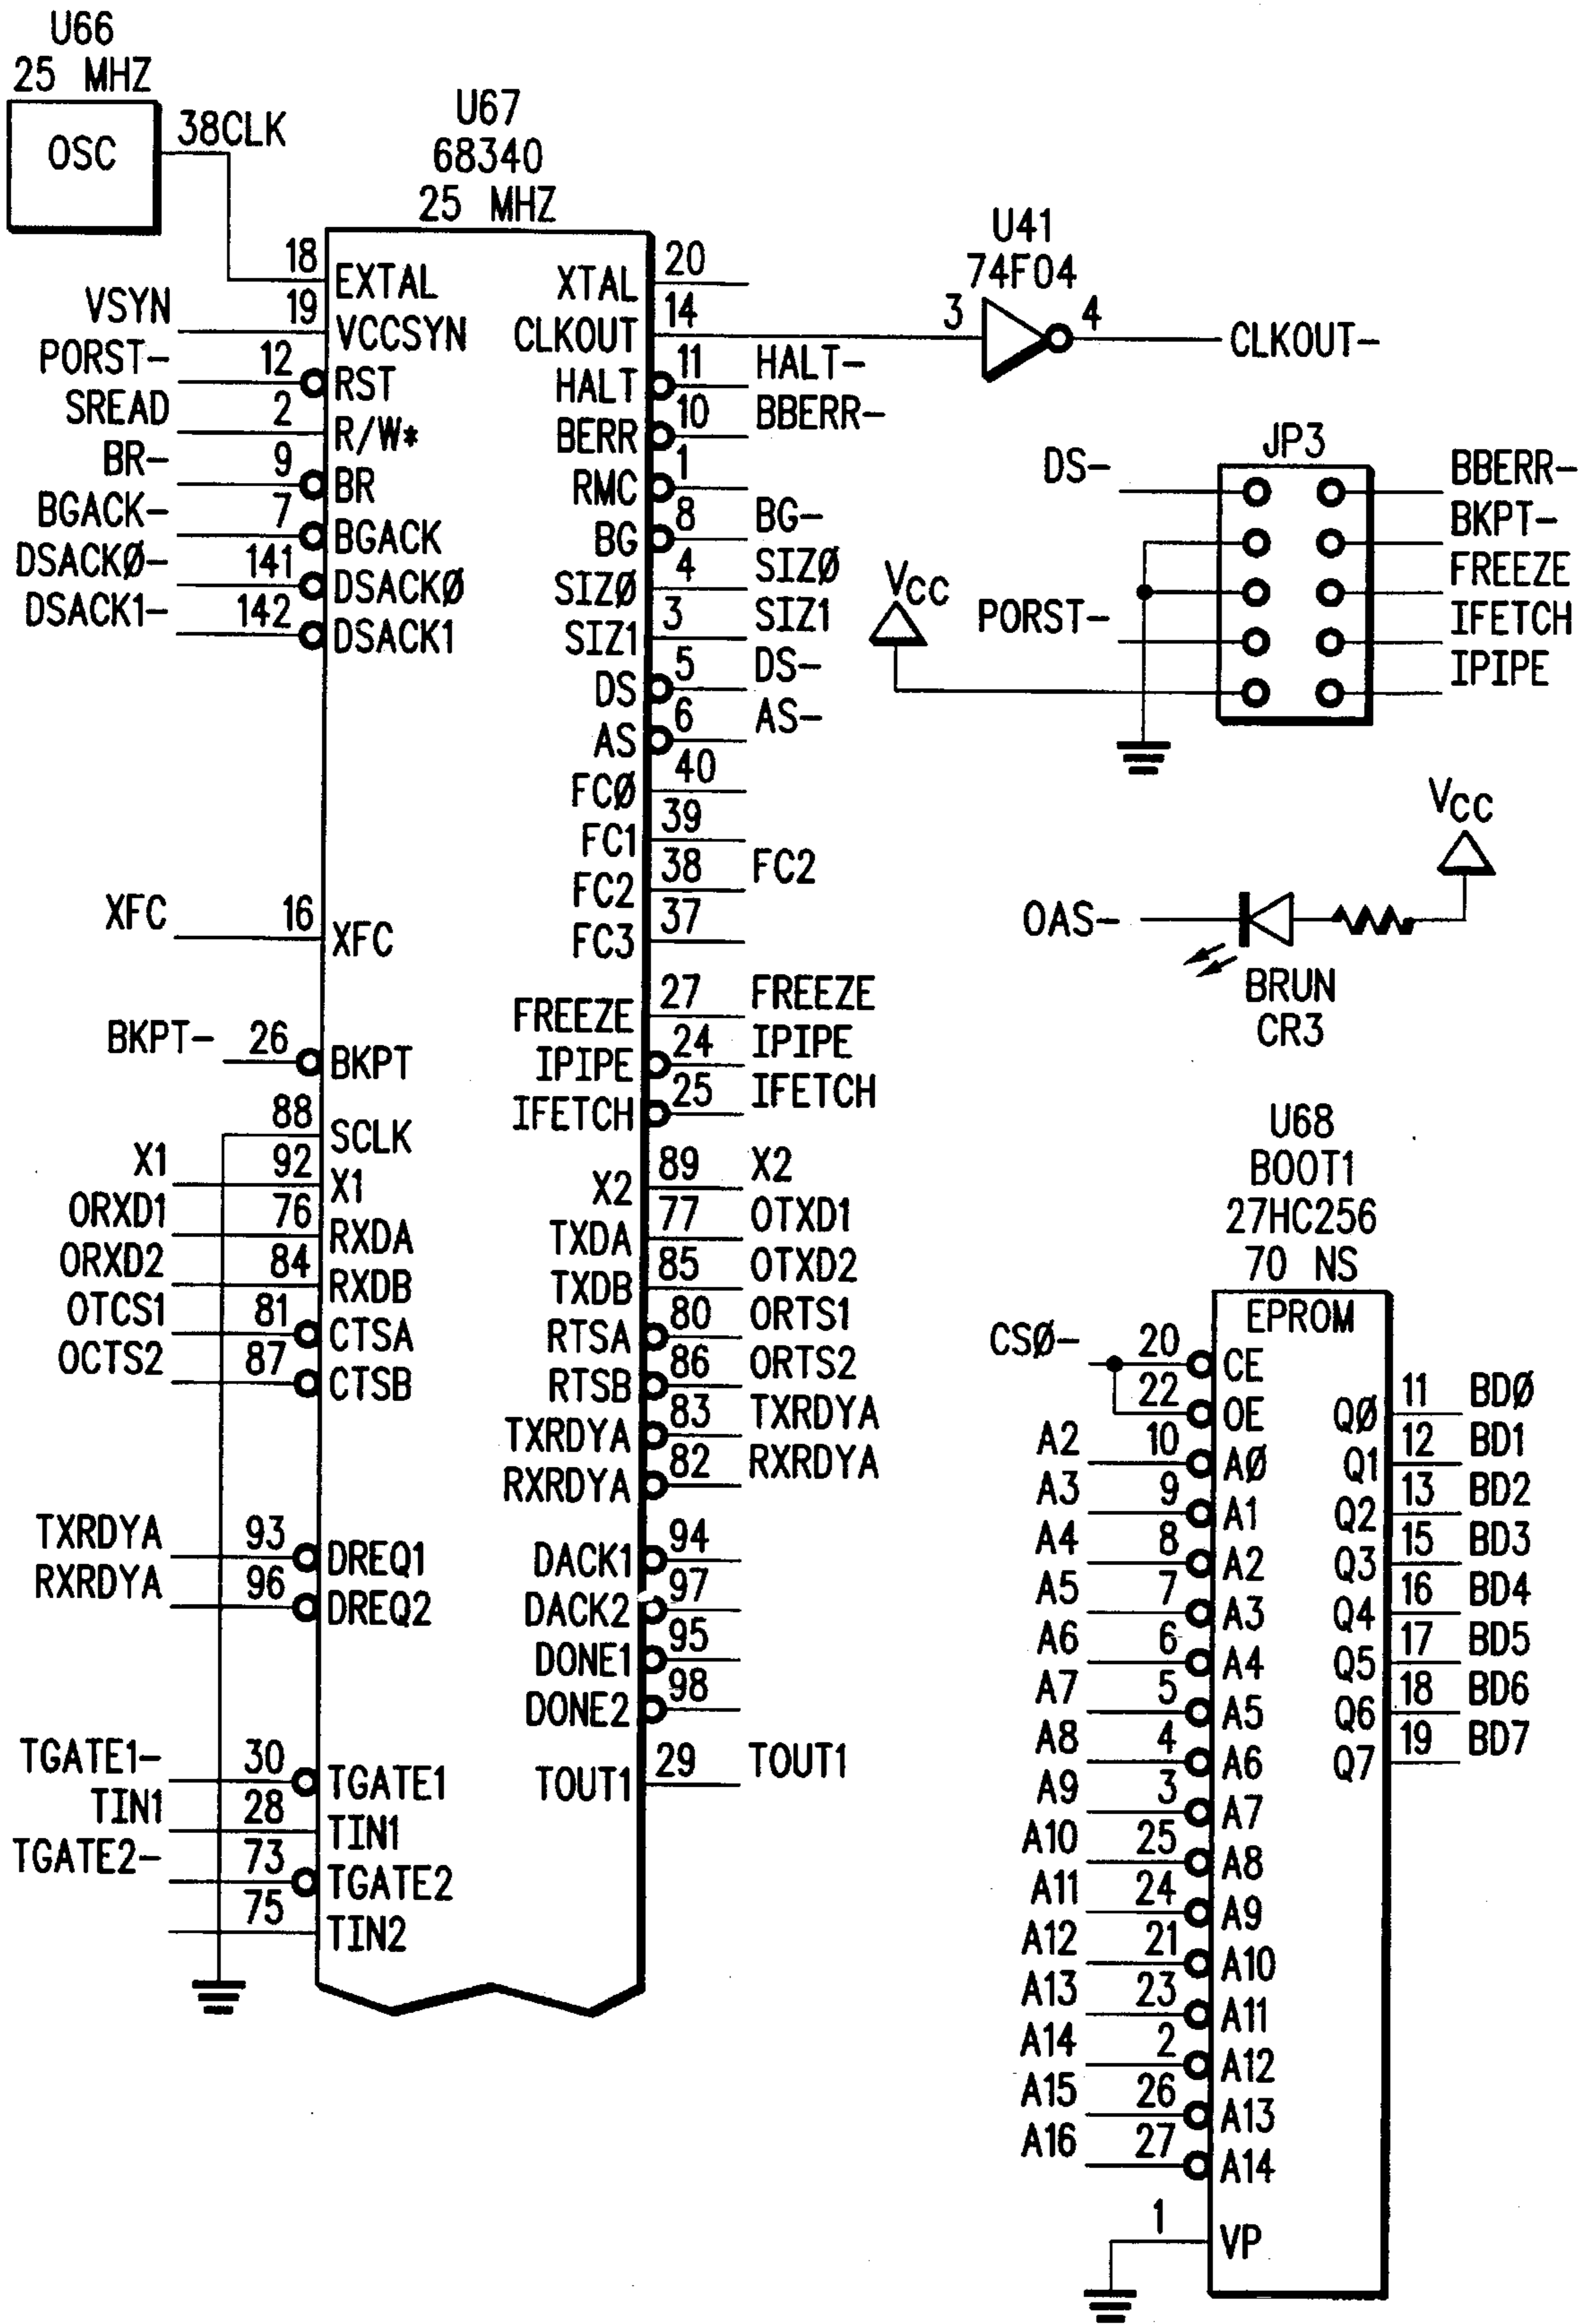 U66
25 MHZ
OSC
38CLK
U67
68340
25 MHZ
18 EXTAL
VSYN 19 VCCSYN
PORST- 12 RST
SREAD 2 R/W*
BR- 9 BR
BGACK- 7 BGACK
DSACKØ- 141 DSACKØ
DSACK1- 142 DSACK1
XFC 16 XFC
BKPT- 26 BKPT
88 SCLK
X1 92 X1
ORXD1 76 RXDA
ORXD2 84 RXDB
OTCS1 81 CTSA
OCTS2 87 CTSB
TXRDYA 93 DREQ1
RXRDYA 96 DREQ2
TGATE1- 30 TGATE1
TIN1 28 TIN1
TGATE2- 73 TGATE2
75 TIN2
XTAL 20
CLKOUT 14
HALT 11 HALT-
BERR 10 BBERR-
RMC 1
BG 8 BG-
SIZØ 4 SIZØ
SIZ1 3 SIZ1
DS 5 DS-
AS 6 AS-
FCØ 40
FC1 39
FC2 38 FC2
FC3 37
FREEZE 27 FREEZE
IPIPE 24 IPIPE
IFETCH 25 IFETCH
X2 89 X2
TXDA 77 OTXD1
TXDB 85 OTXD2
RTSA 80 ORTS1
RTSB 86 ORTS2
TXRDYA 83 TXRDYA
RXRDYA 82 RXRDYA
DACK1 94
DACK2 97
DONE1 95
DONE2 98
TOUT1 29 TOUT1
U41
74F04
3 4 CLKOUT-
JP3
DS- BBERR-
BKPT-
FREEZE
PORST- IFETCH
VCC IPIPE
VCC
OAS-
BRUN
CR3
U68
BOOT1
27HC256
70 NS
EPROM
CSØ- 20 CE
22 OE QØ 11 BDØ
A2 10 AØ Q1 12 BD1
A3 9 A1 Q2 13 BD2
A4 8 A2 Q3 15 BD3
A5 7 A3 Q4 16 BD4
A6 6 A4 Q5 17 BD5
A7 5 A5 Q6 18 BD6
A8 4 A6 Q7 19 BD7
A9 3 A7
A10 25 A8
A11 24 A9
A12 21 A10
A13 23 A11
A14 2 A12
A15 26 A13
A16 27 A14
1 VP